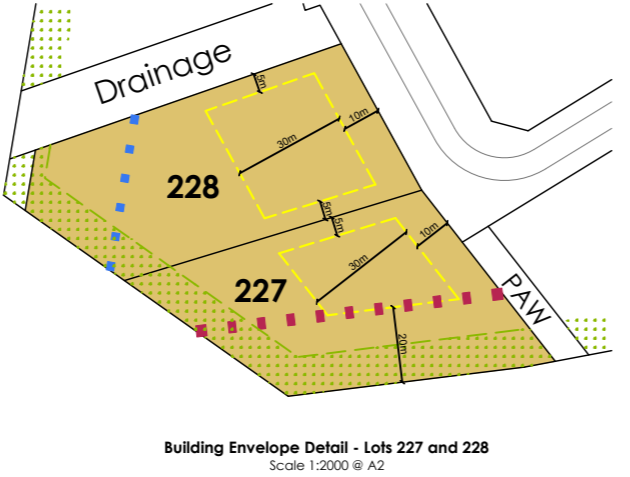 Drainage
5m
10m
30m
228
5m
5m
10m
30m
227
PAW
20m
Building Envelope Detail - Lots 227 and 228
Scale 1:2000 @ A2